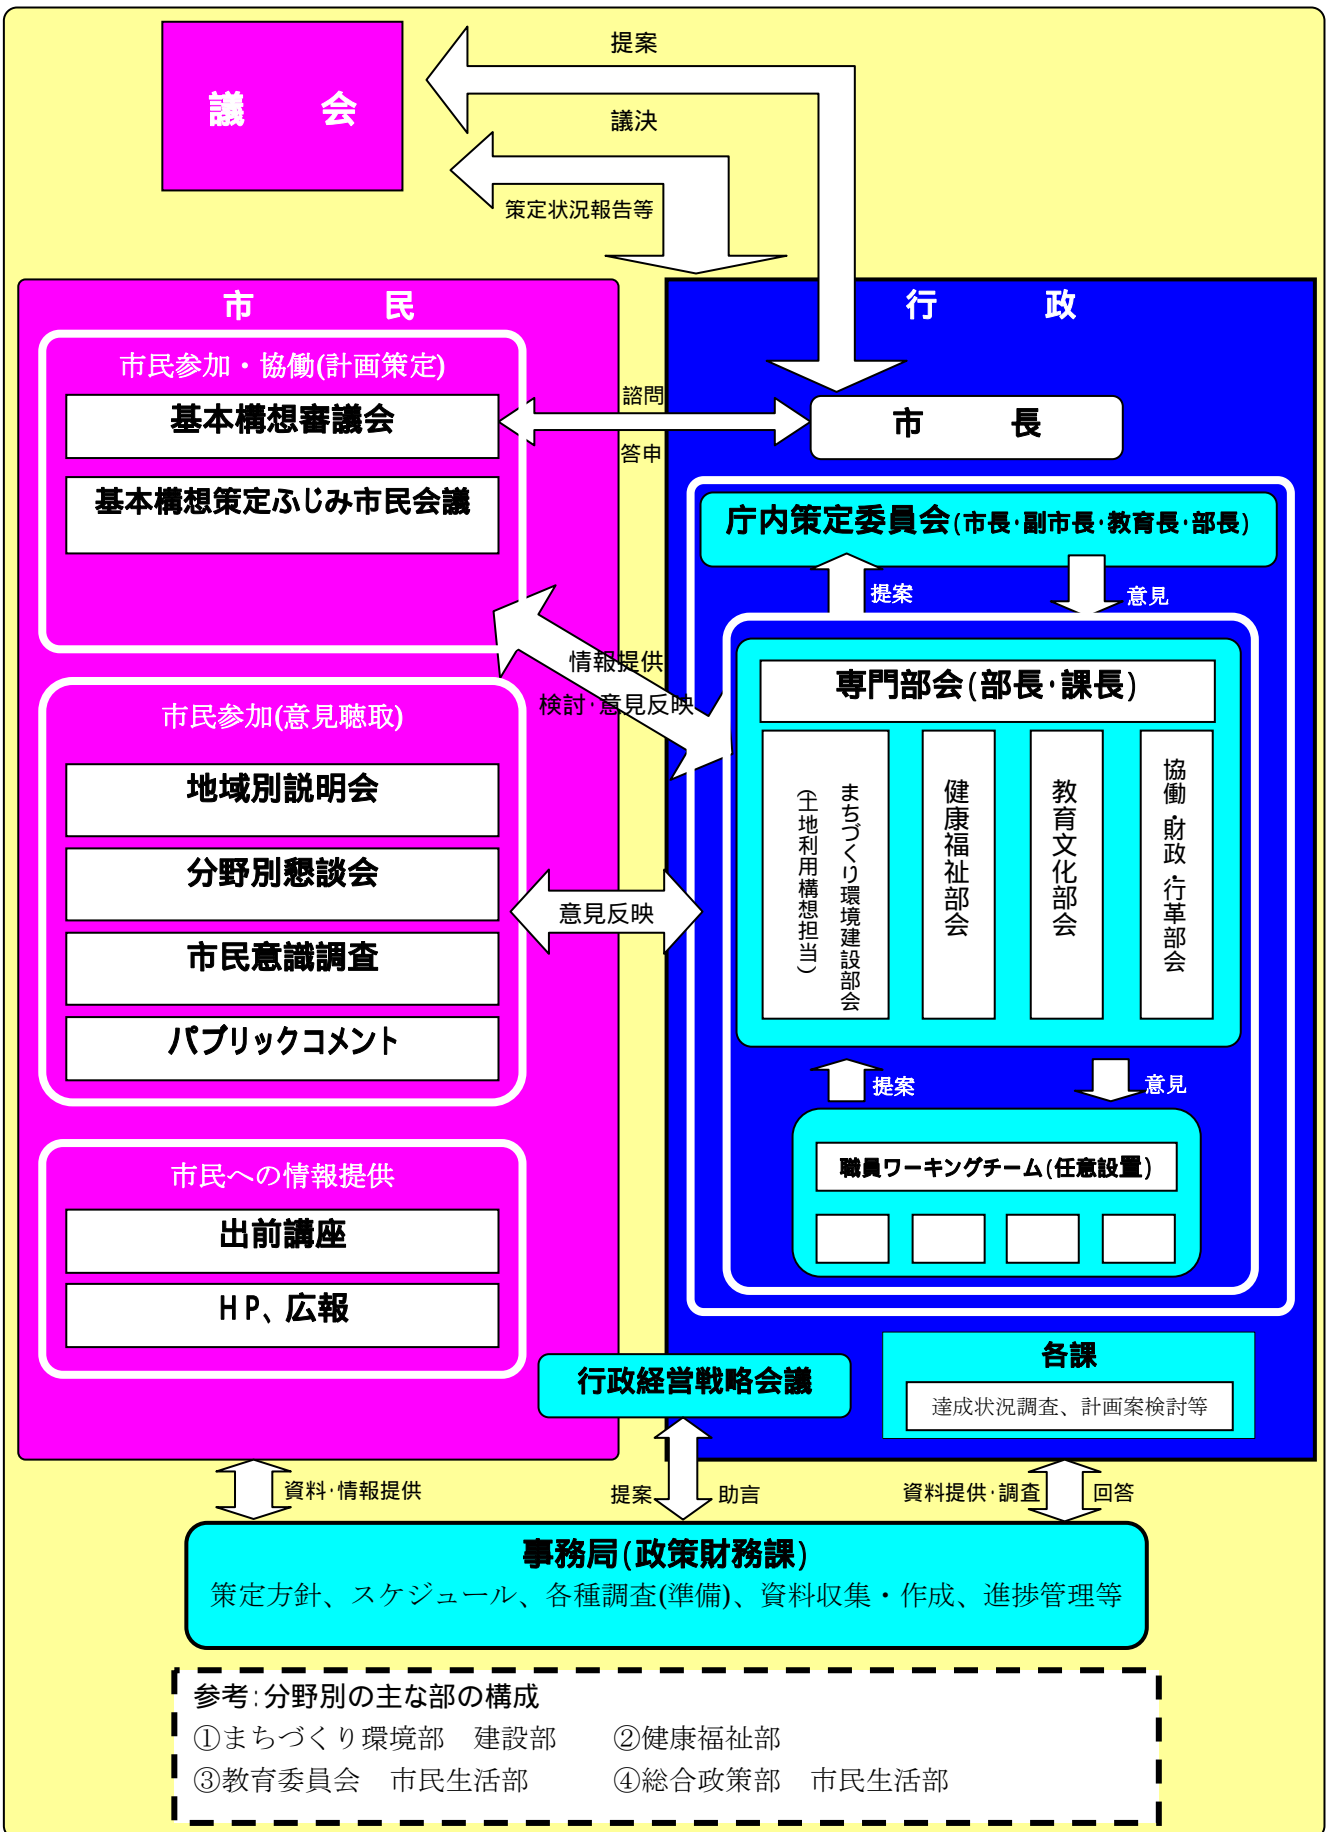 議　会
提案
議決
策定状況報告等
市　民
市民参加・協働(計画策定)
基本構想審議会
基本構想策定ふじみ市民会議
諮問
答申
情報提供
検討・意見反映
市民参加(意見聴取)
地域別説明会
分野別懇談会
市民意識調査
パブリックコメント
意見反映
市民への情報提供
出前講座
HP、広報
行　政
市　長
庁内策定委員会(市長・副市長・教育長・部長)
提案
意見
専門部会(部長・課長)
まちづくり環境建設部会
(土地利用構想担当)
健康福祉部会
教育文化部会
協働・財政・行革部会
提案
意見
職員ワーキングチーム(任意設置)
行政経営戦略会議
各課
達成状況調査、計画案検討等
資料・情報提供
提案
助言
資料提供・調査
回答
事務局(政策財務課)
策定方針、スケジュール、各種調査(準備)、資料収集・作成、進捗管理等
参考:分野別の主な部の構成
①まちづくり環境部　建設部　　②健康福祉部
③教育委員会　市民生活部　　　④総合政策部　市民生活部